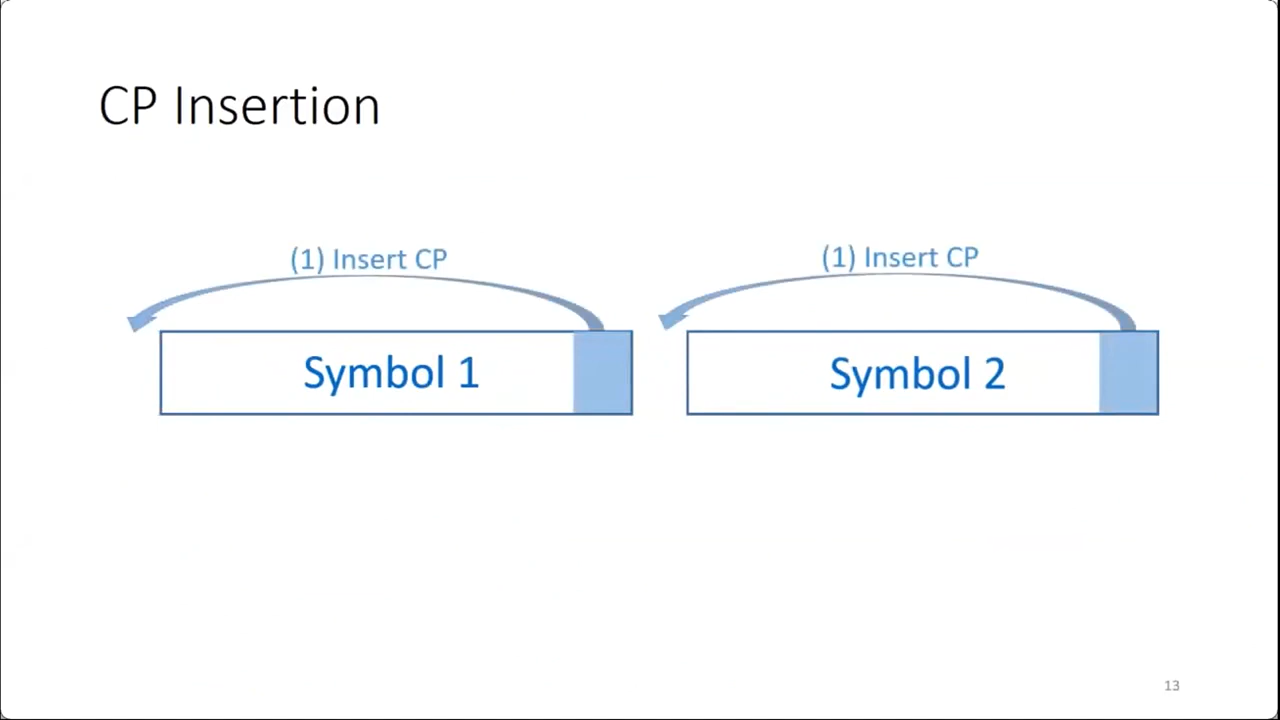 CP Insertion
(1) Insert CP
(1) Insert CP
Symbol 1
Symbol 2
13